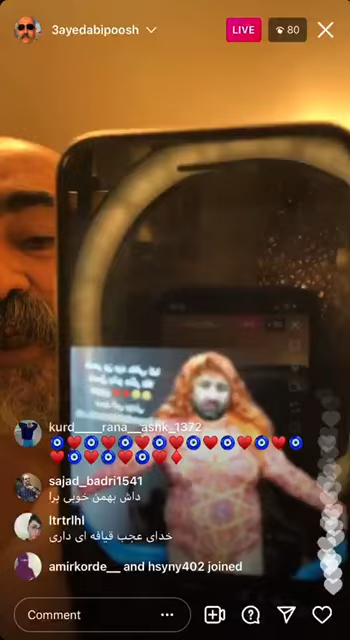 3ayedabipoosh
LIVE
80
kurd_____rana__ashk_1372
🧿♥️🧿♥️🧿♥️🧿♥️🧿♥️🧿♥️🧿♥️🧿♥️🧿
♥️🧿♥️🧿♥️🧿♥️🧿♥️♦️
sajad_badri1541
داش بهمن خوبی برا
ltrtrlhl
خدای عجب قیافه ای داری
amirkorde__ and hsyny402 joined
Comment